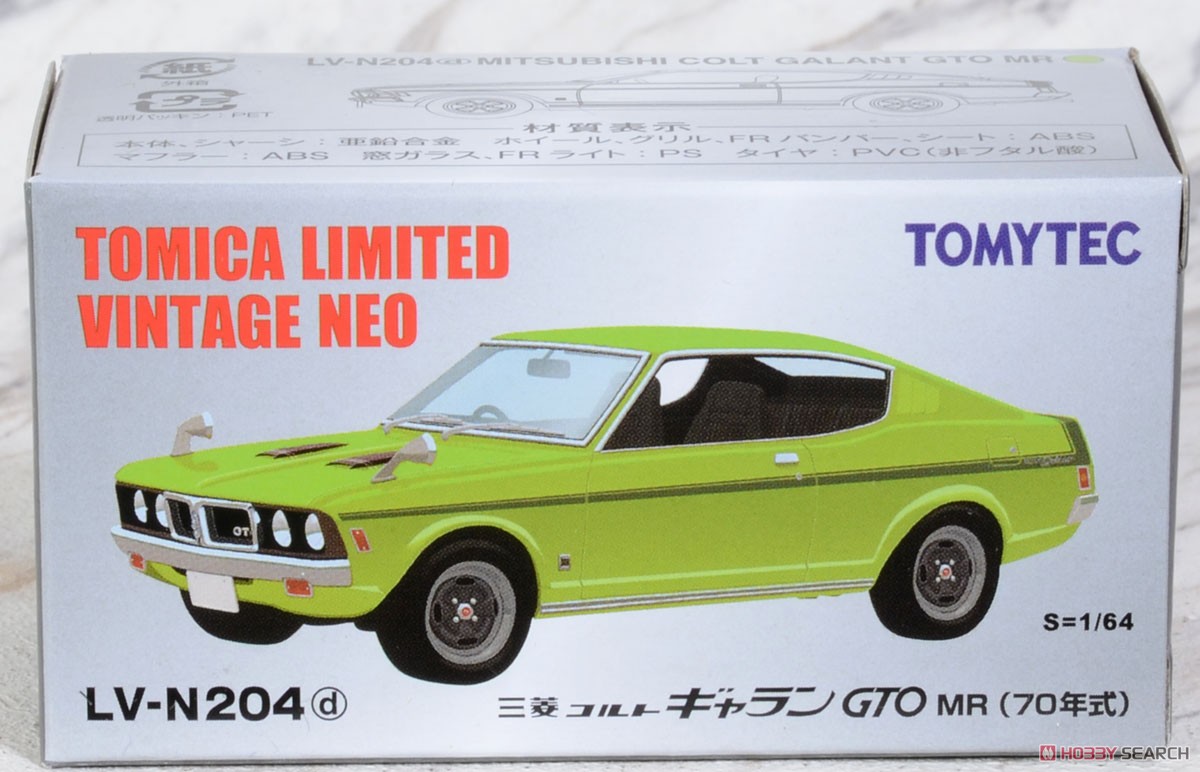 紙
外箱
プラ
透明パッキン：PET
LV-N204ⓓ MITSUBISHI COLT GALANT GTO MR
材質表示
本体、シャーシ：亜鉛合金 ホイール、グリル、FRバンパー、シート：ABS
マフラー：ABS 窓ガラス、FRライト：PS タイヤ：PVC（非フタル酸）
TOMICA LIMITED
VINTAGE NEO
TOMYTEC
GT
S=1/64
LV-N204ⓓ
三菱 コルト ギャラン GTO MR（70年式）
HOBBY SEARCH